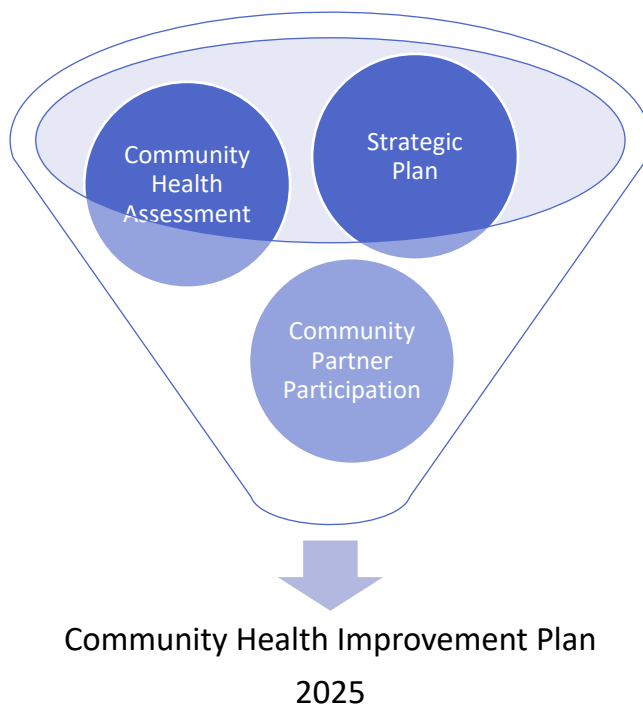 Community
Health
Assessment
Strategic
Plan
Community
Partner
Participation
Community Health Improvement Plan
2025